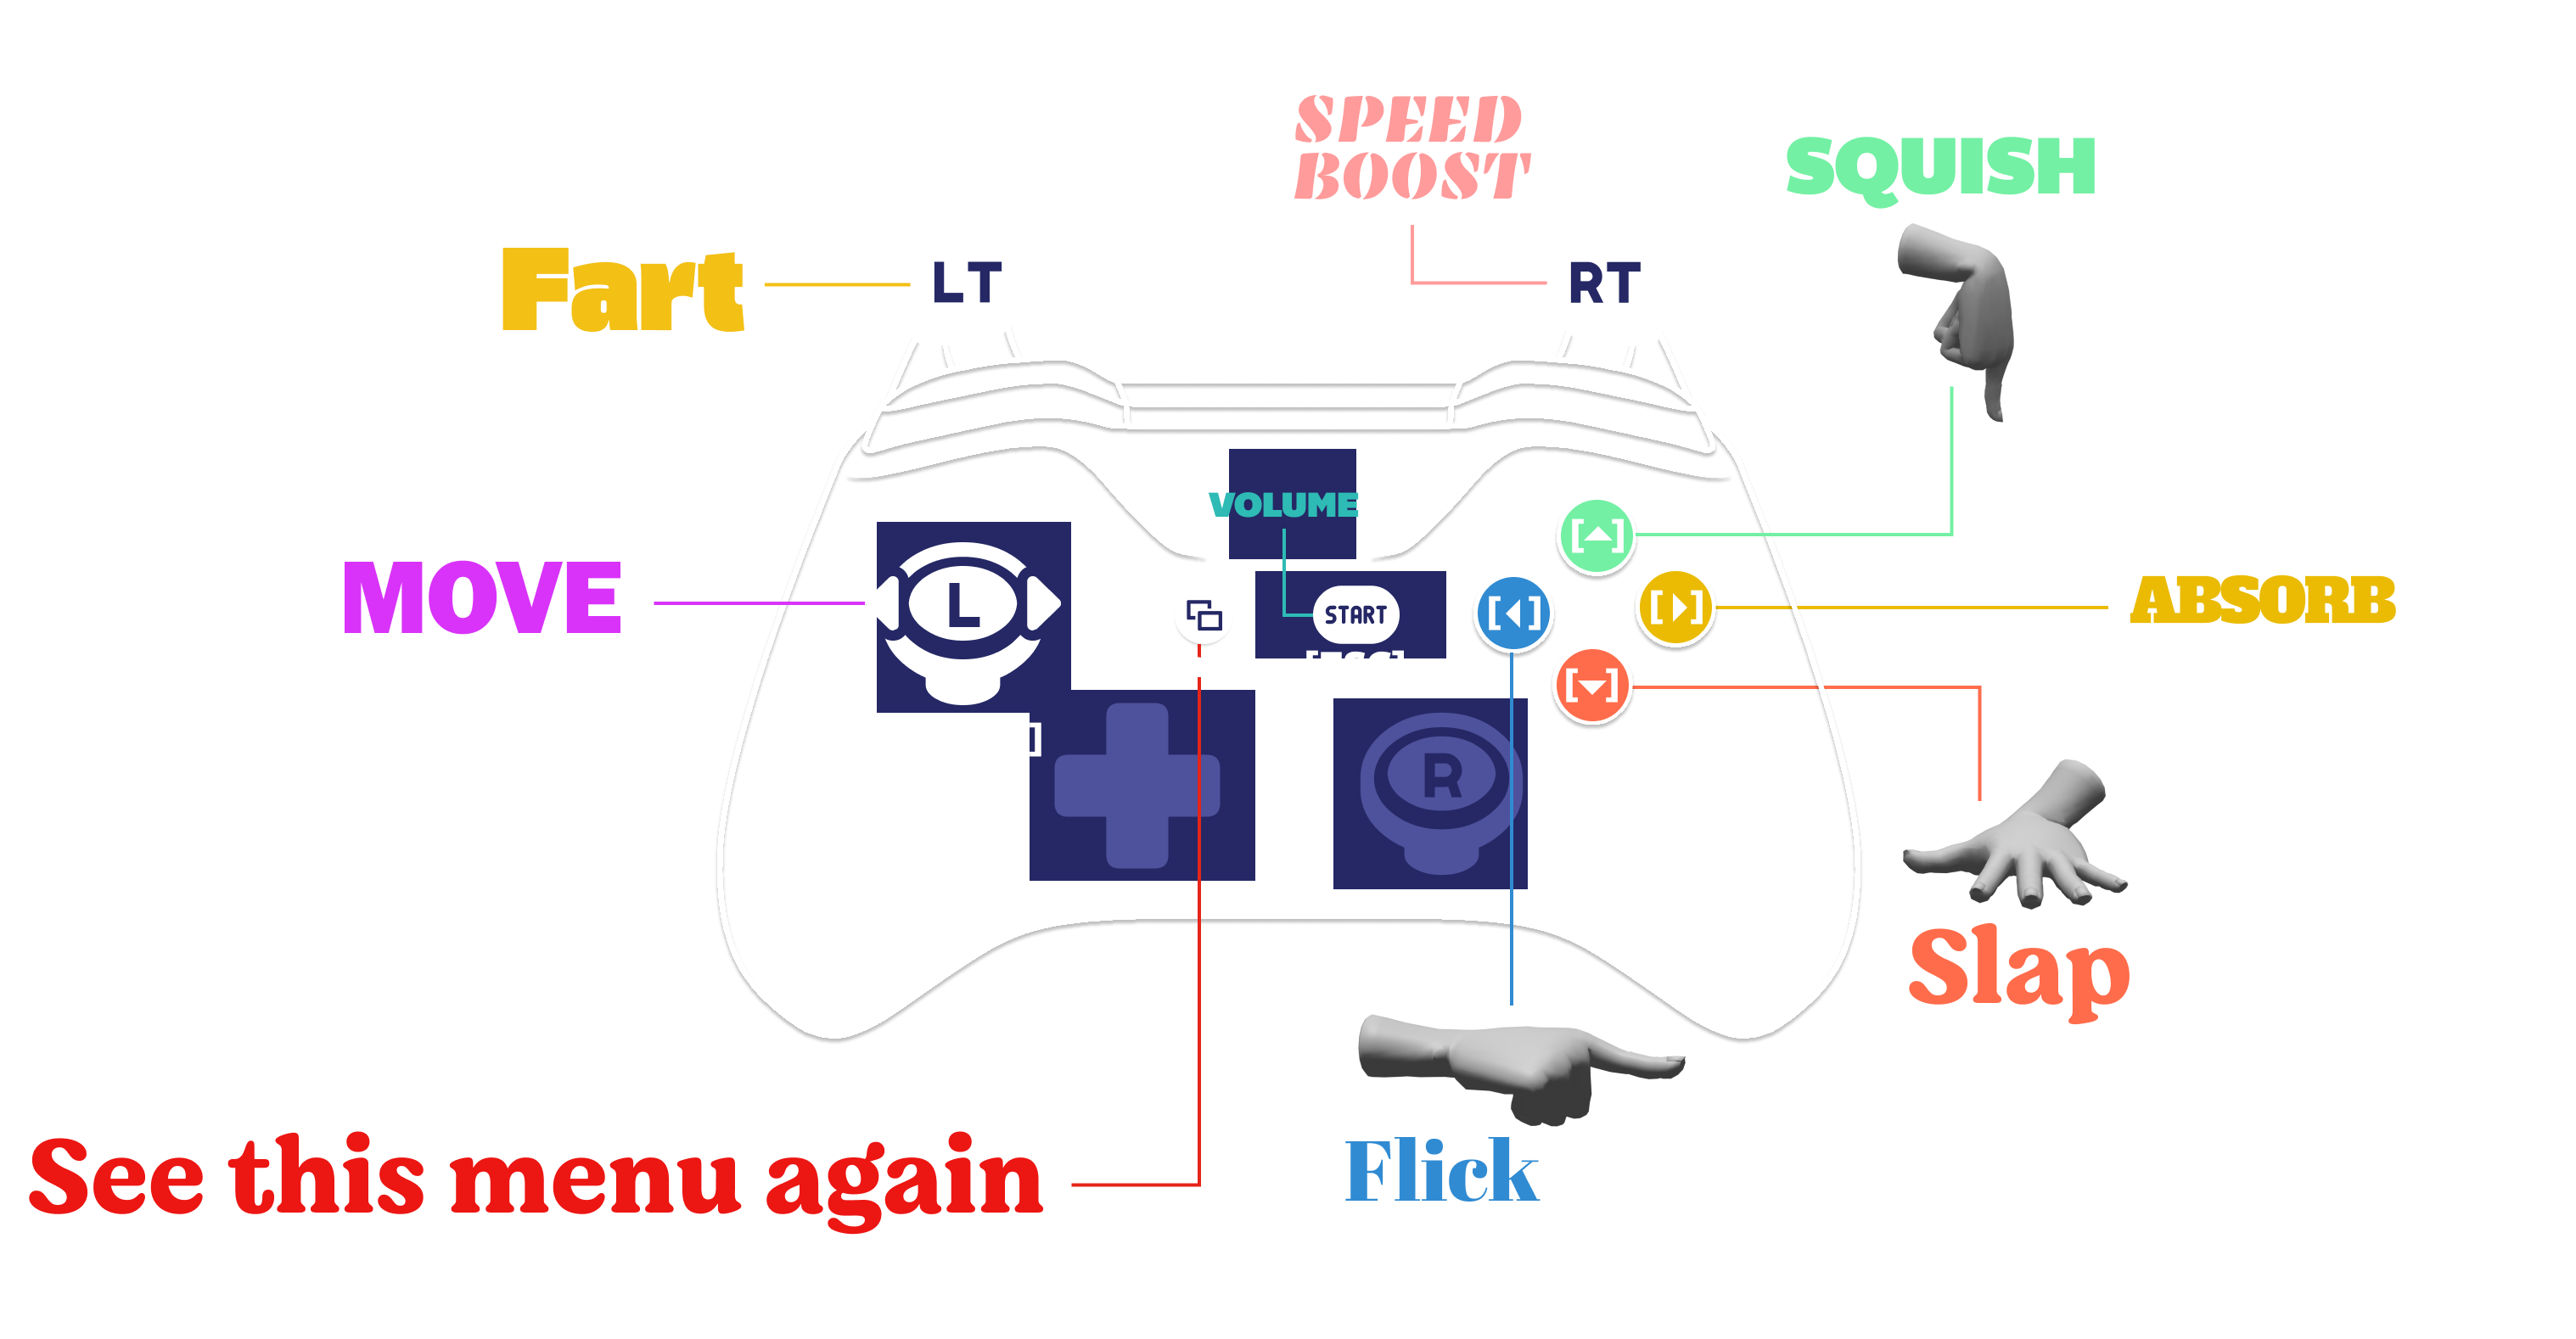 SPEED
BOOST
SQUISH
Fart
LT
RT
VOLUME
MOVE
L
START
ABSORB
R
Slap
Flick
See this menu again